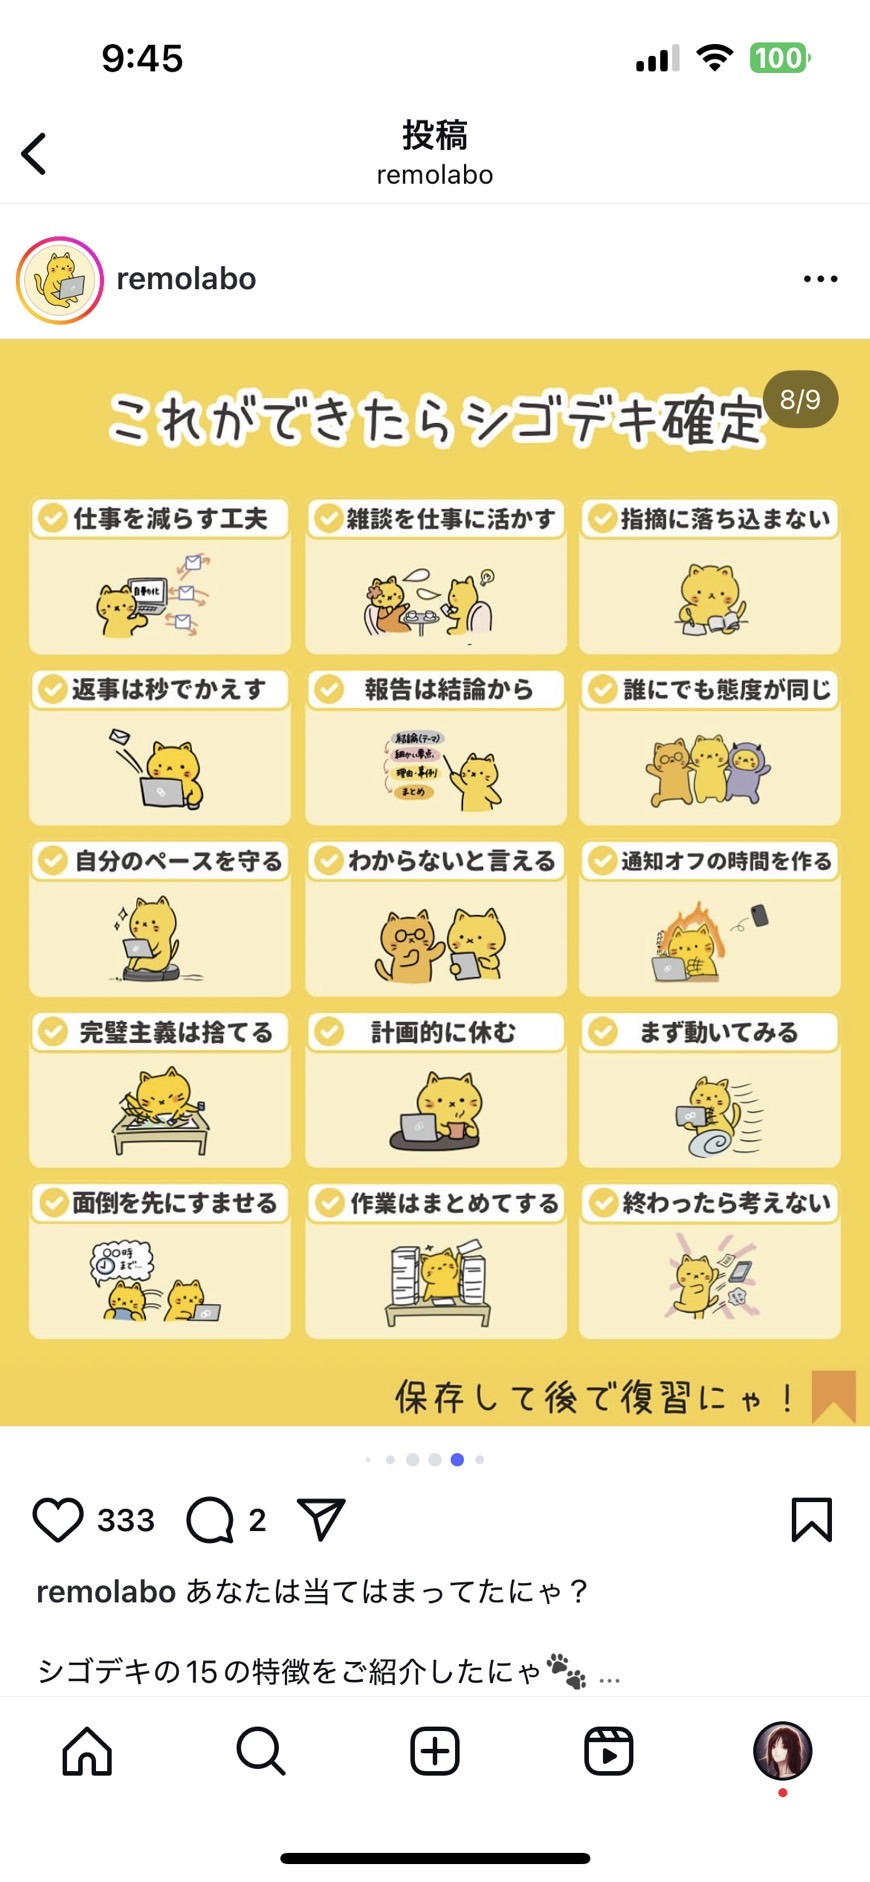 9:45
100
投稿
remolabo
remolabo
これができたらシゴデキ確定
8/9
仕事を減らす工夫
雑談を仕事に活かす
指摘に落ち込まない
自動化
返事は秒でかえす
報告は結論から
誰にでも態度が同じ
結論(テーマ)
細かい要点
理由・事例
まとめ
自分のペースを守る
わからないと言える
通知オフの時間を作る
完璧主義は捨てる
計画的に休む
まず動いてみる
面倒を先にすませる
作業はまとめてする
終わったら考えない
○○時
まで…
保存して後で復習にゃ！
333
2
remolabo あなたは当てはまってたにゃ？
シゴデキの15の特徴をご紹介したにゃ🐾 ...